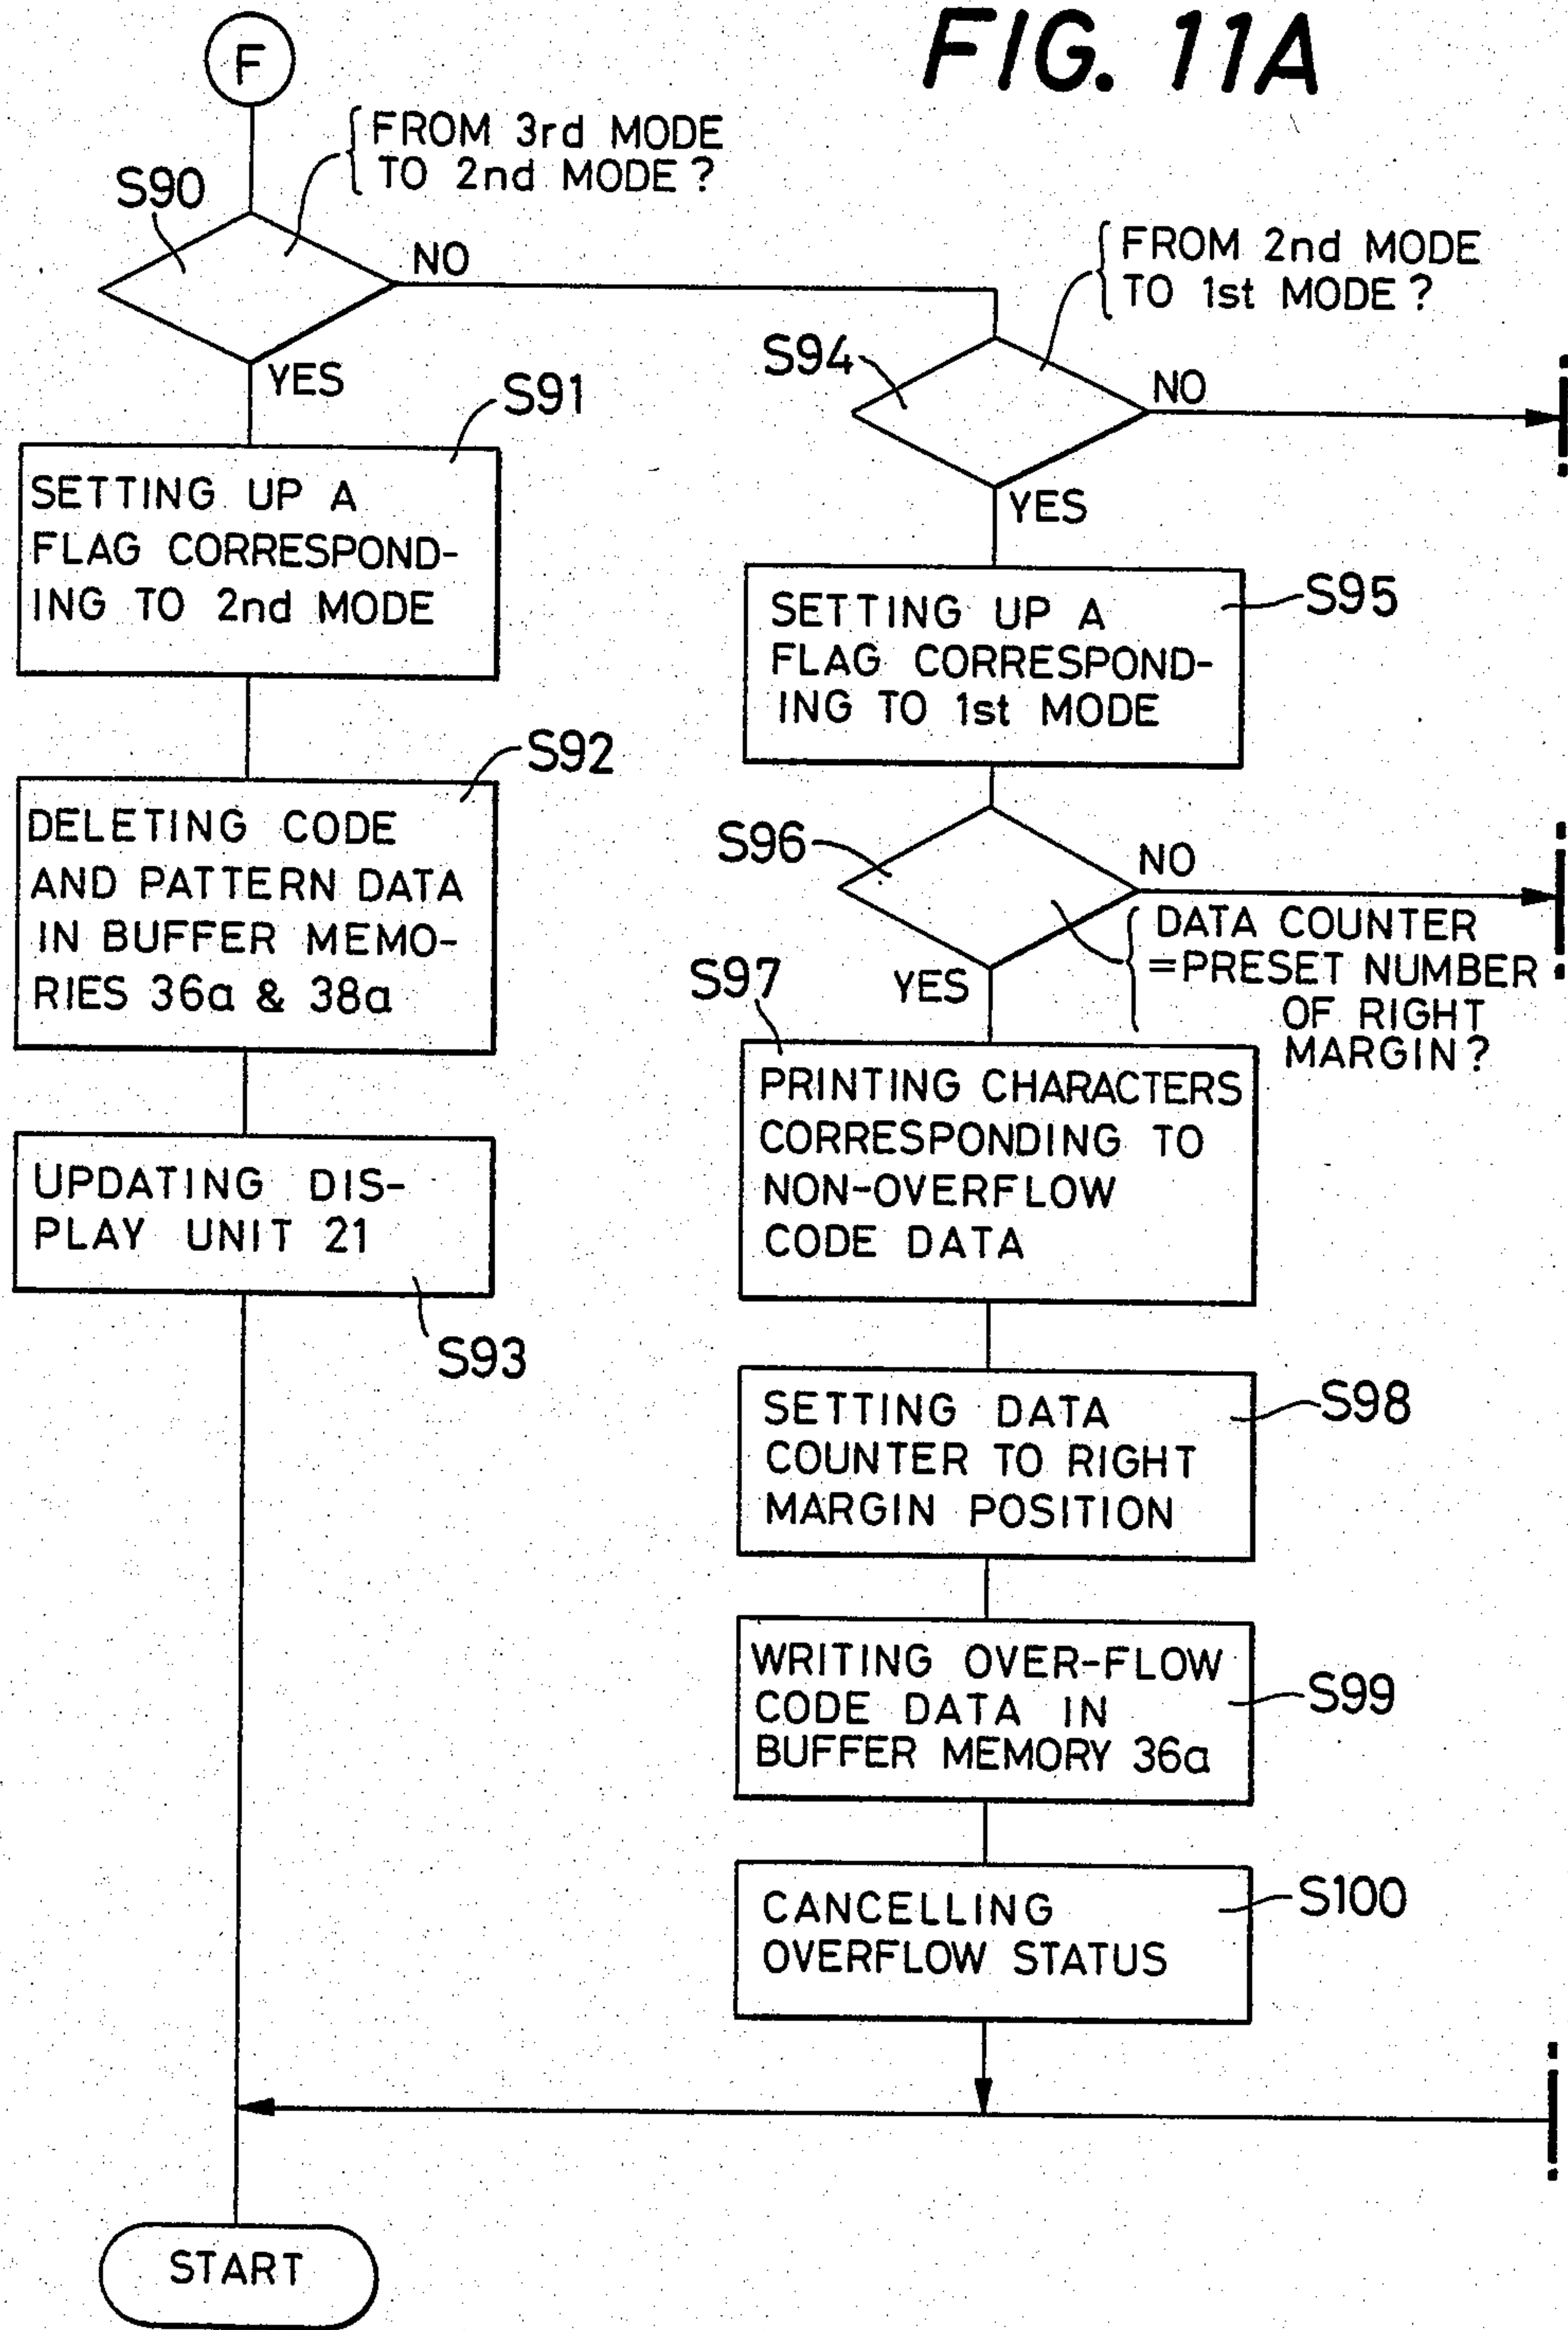 FIG. 11A
F
FROM 3rd MODE
TO 2nd MODE ?
S90
NO
YES
S91
SETTING UP A
FLAG CORRESPOND-
ING TO 2nd MODE
S92
DELETING CODE
AND PATTERN DATA
IN BUFFER MEMO-
RIES 36a & 38a
UPDATING DIS-
PLAY UNIT 21
S93
FROM 2nd MODE
TO 1st MODE ?
S94
NO
YES
SETTING UP A
FLAG CORRESPOND-
ING TO 1st MODE
S95
S96
NO
YES
DATA COUNTER
=PRESET NUMBER
OF RIGHT
MARGIN?
S97
PRINTING CHARACTERS
CORRESPONDING TO
NON-OVERFLOW
CODE DATA
SETTING DATA
COUNTER TO RIGHT
MARGIN POSITION
S98
WRITING OVER-FLOW
CODE DATA IN
BUFFER MEMORY 36a
S99
CANCELLING
OVERFLOW STATUS
S100
START